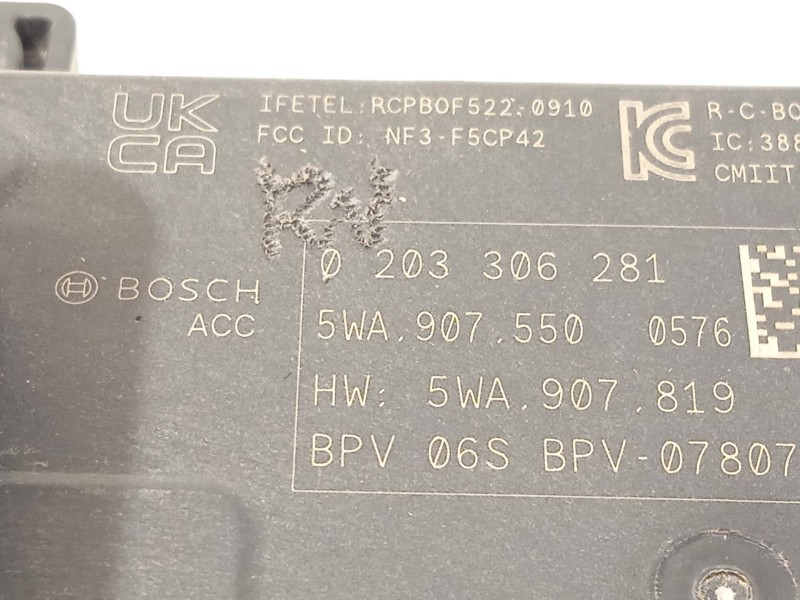 UK
CA
IFETEL: RCPBOF522-0910
FCC ID: NF3-F5CP42
R-C-BO
IC:388
CMIIT
BOSCH
ACC
0 203 306 281
5WA.907.550 0576
HW: 5WA.907.819
BPV 06S BPV-07807